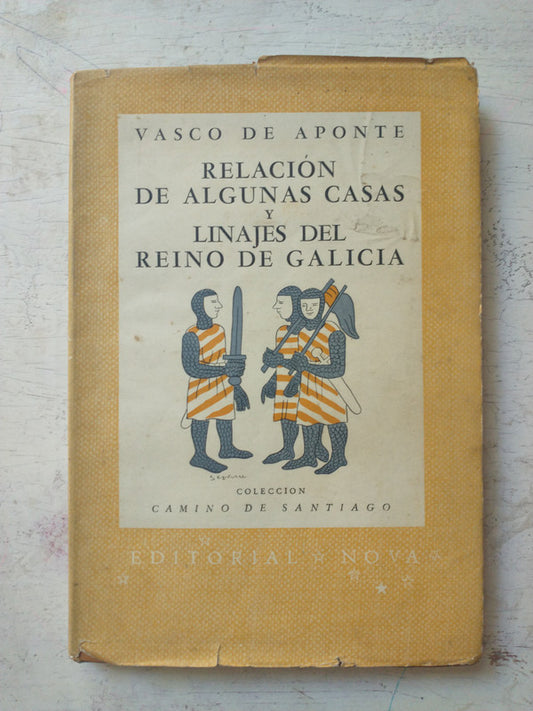 VASCO DE APONTE
RELACIÓN
DE ALGUNAS CASAS
Y
LINAJES DEL
REINO DE GALICIA
COLECCION
CAMINO DE SANTIAGO
EDITORIAL NOVA